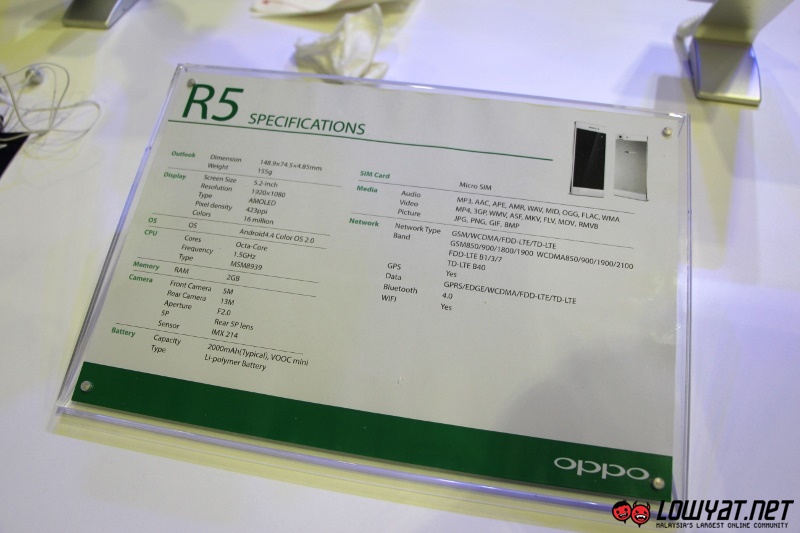 R5 SPECIFICATIONS
Outlook Dimension 148.9×74.5×4.85mm
Weight 155g
Display Screen Size 5.2-inch
Resolution 1920×1080
Type AMOLED
Pixel density 423ppi
Colors 16 million
OS OS Android4.4 Color OS 2.0
CPU Cores Octa-Core
Frequency 1.5GHz
Type MSM8939
Memory RAM 2GB
Camera Front Camera 5M
Rear Camera 13M
Aperture F2.0
5P Rear 5P lens
Sensor IMX 214
Battery Capacity 2000mAh(Typical), VOOC mini
Type Li-polymer Battery
SIM Card Micro SIM
Media Audio MP3, AAC, APE, AMR, WAV, MID, OGG, FLAC, WMA
Video MP4, 3GP, WMV, ASF, MKV, FLV, MOV, RMVB
Picture JPG, PNG, GIF, BMP
Network Network Type GSM/WCDMA/FDD-LTE/TD-LTE
Band GSM850/900/1800/1900 WCDMA850/900/1900/2100
FDD-LTE B1/3/7
TD-LTE B40
GPS Yes
Data GPRS/EDGE/WCDMA/FDD-LTE/TD-LTE
Bluetooth 4.0
WIFI Yes
oppo
LOWYAT.NET
MALAYSIA'S LARGEST ONLINE COMMUNITY